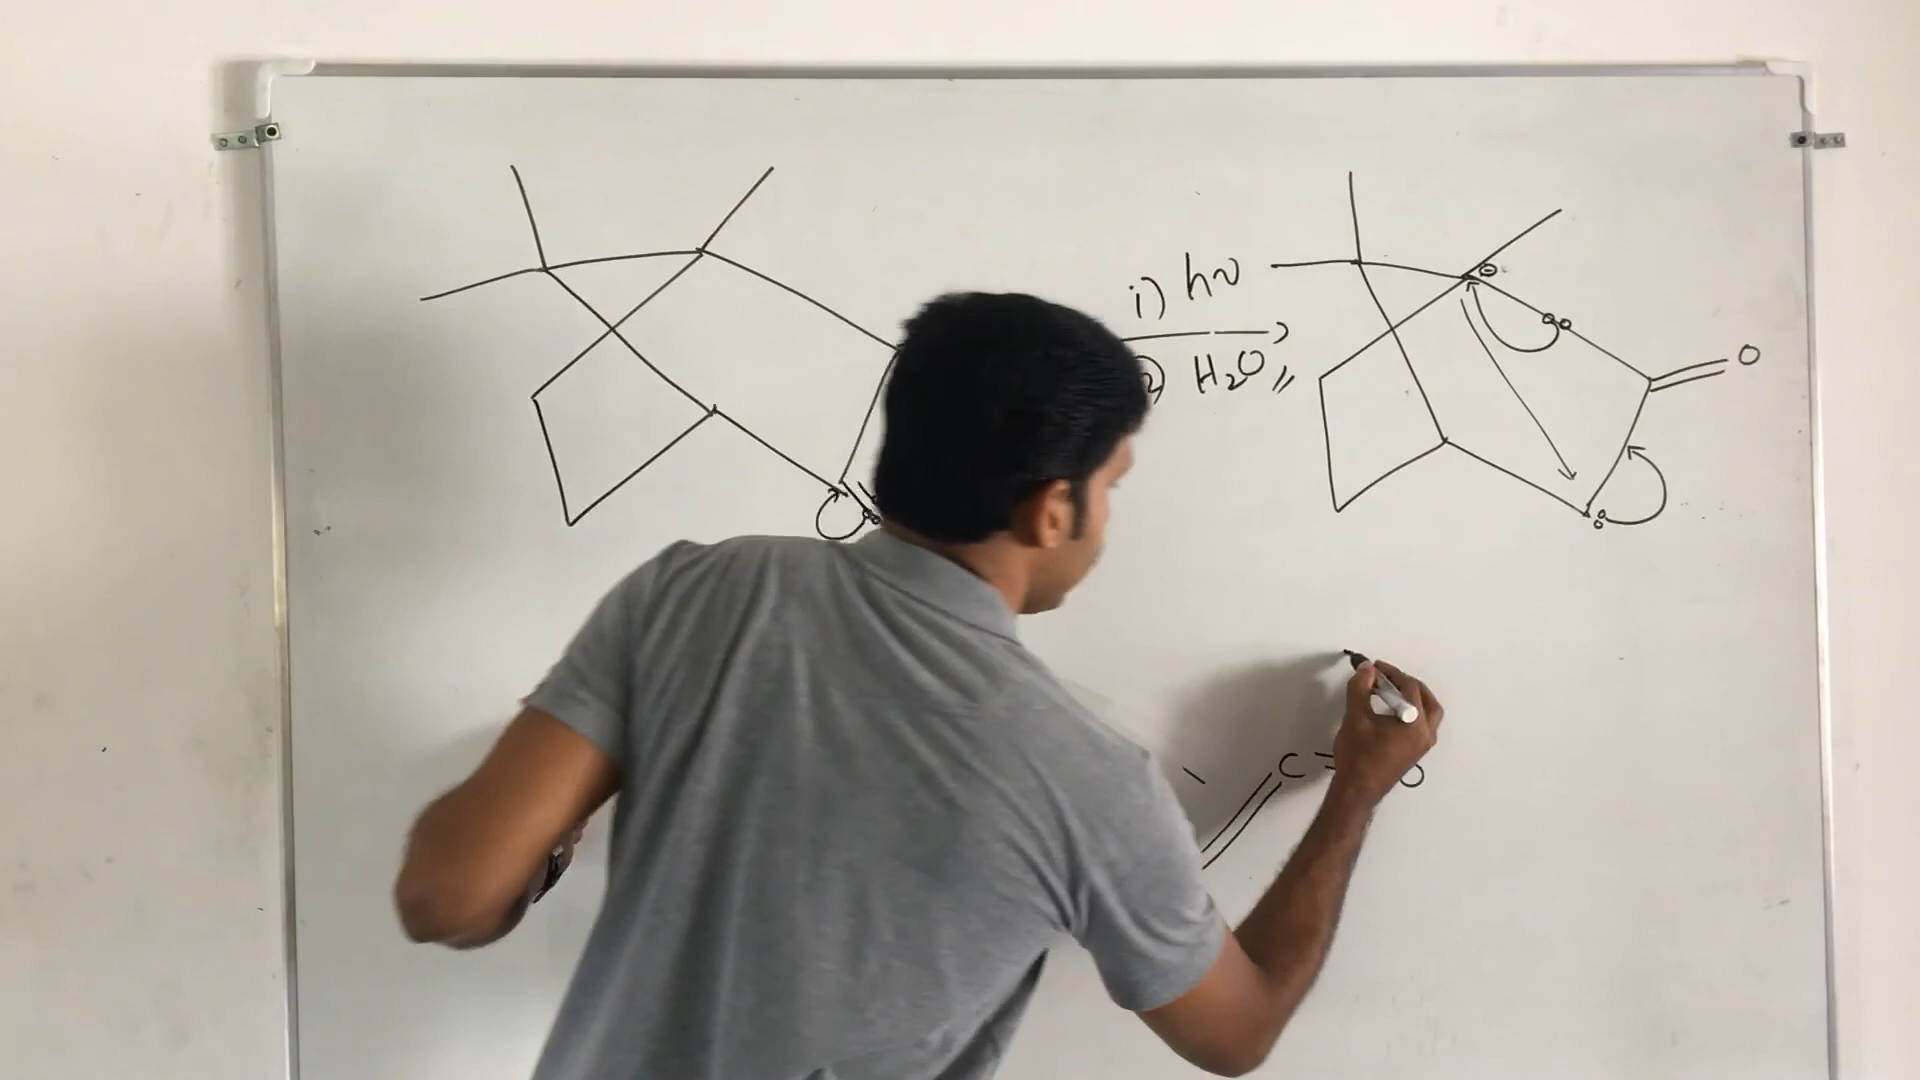 i) hν
2) H₂O,,
⊖
O
C =
O